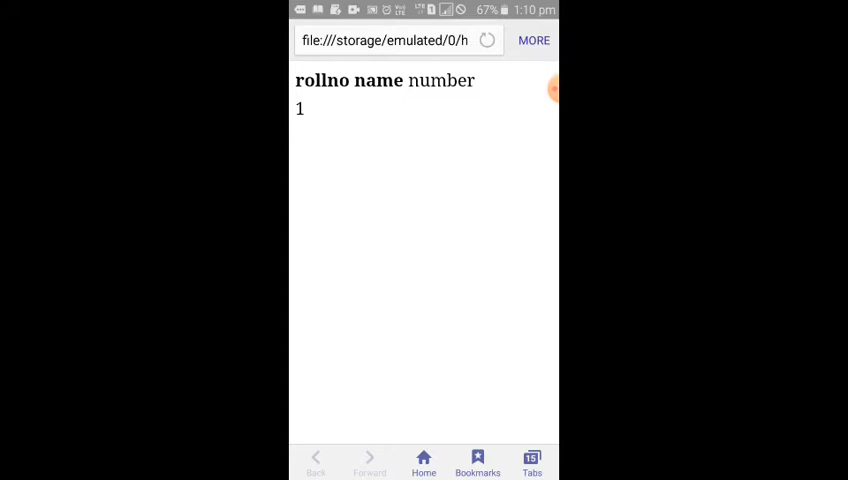 67% 1:10 pm
file:///storage/emulated/0/h MORE
rollno name number
1
Back Forward Home Bookmarks 15 Tabs